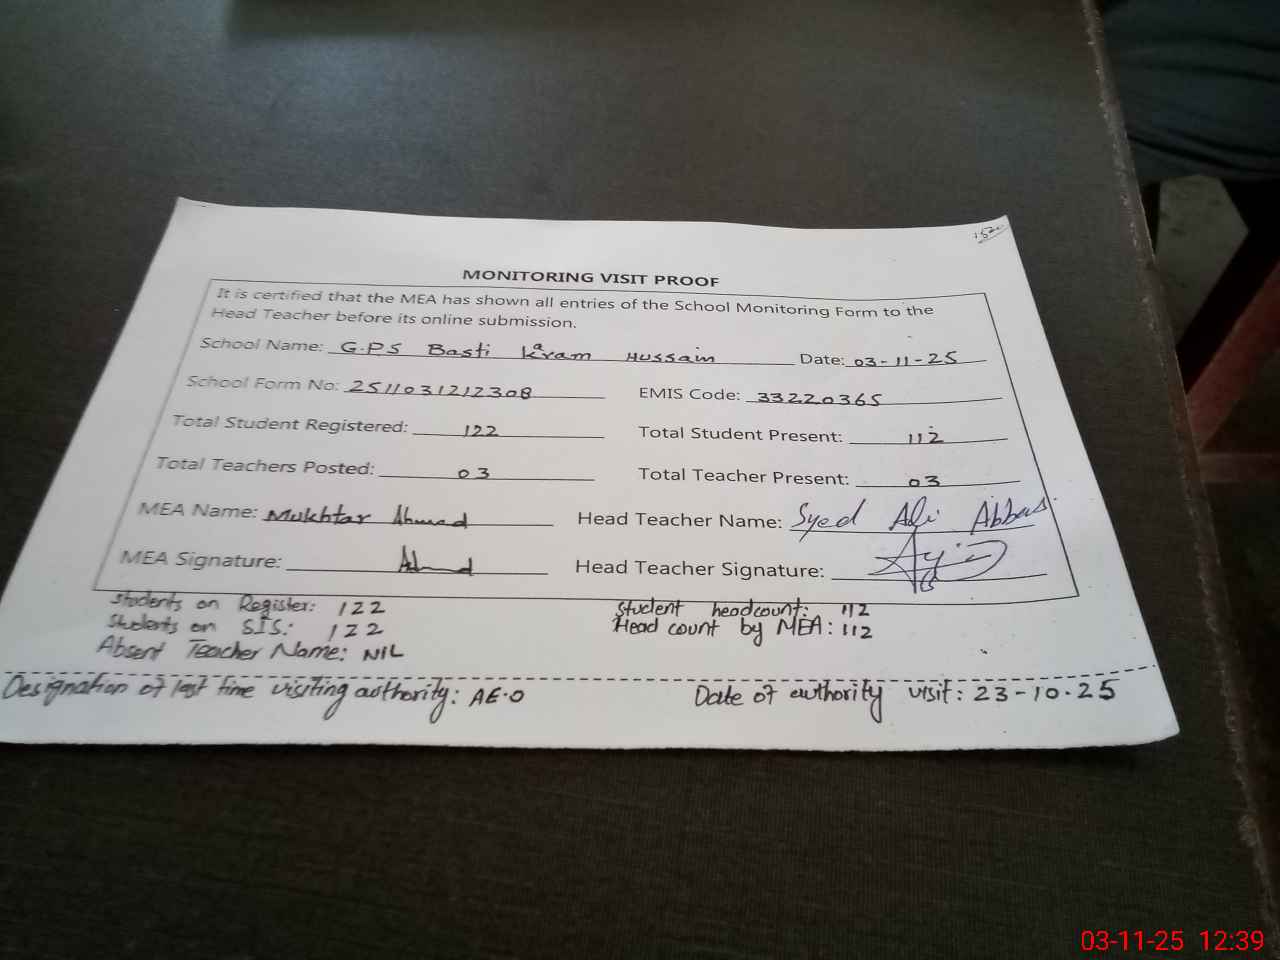 MONITORING VISIT PROOF
It is certified that the MEA has shown all entries of the School Monitoring Form to the
Head Teacher before its online submission.
School Name: G.P.S Basti Karam Hussain Date: 03-11-25
School Form No: 2511031212308 EMIS Code: 33220365
Total Student Registered: 122 Total Student Present: 112
Total Teachers Posted: 03 Total Teacher Present: 03
MEA Name: Mukhtar Ahmad Head Teacher Name: Syed Ali Abbas
MEA Signature: Head Teacher Signature:
Students on Register: 122 Student headcount: 112
Students on SIS: 122 Head count by MEA: 112
Absent Teacher Name: NIL
Designation of last time visiting authority: AE.O Date of authority visit: 23-10.25
03-11-25 12:39